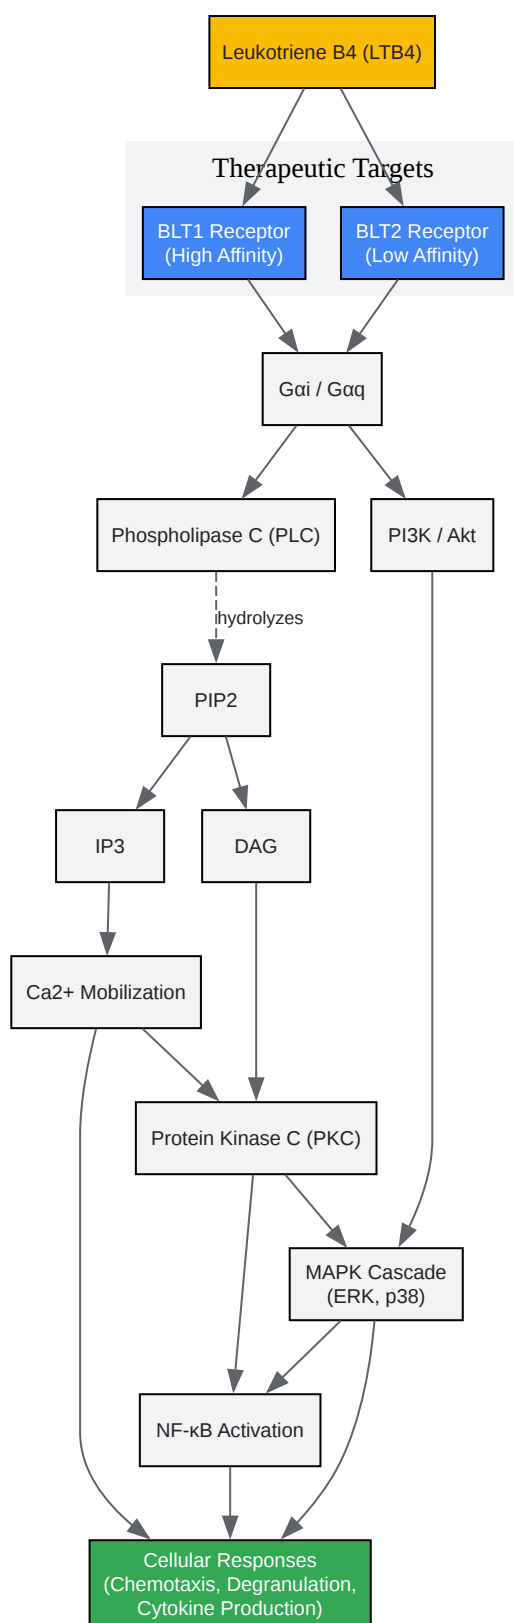 Leukotriene B4 (LTB4)
Therapeutic Targets
BLT1 Receptor
(High Affinity)
BLT2 Receptor
(Low Affinity)
Gαi / Gαq
Phospholipase C (PLC)
PI3K / Akt
hydrolyzes
PIP2
IP3
DAG
Ca2+ Mobilization
Protein Kinase C (PKC)
MAPK Cascade
(ERK, p38)
NF-κB Activation
Cellular Responses
(Chemotaxis, Degranulation,
Cytokine Production)